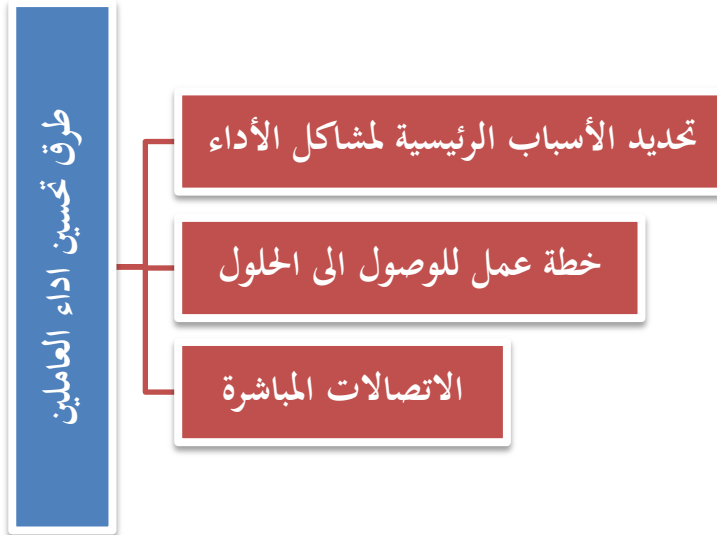 طرق تحسين اداء العاملين
تحديد الأسباب الرئيسية لمشاكل الأداء
خطة عمل للوصول الى الحلول
الاتصالات المباشرة